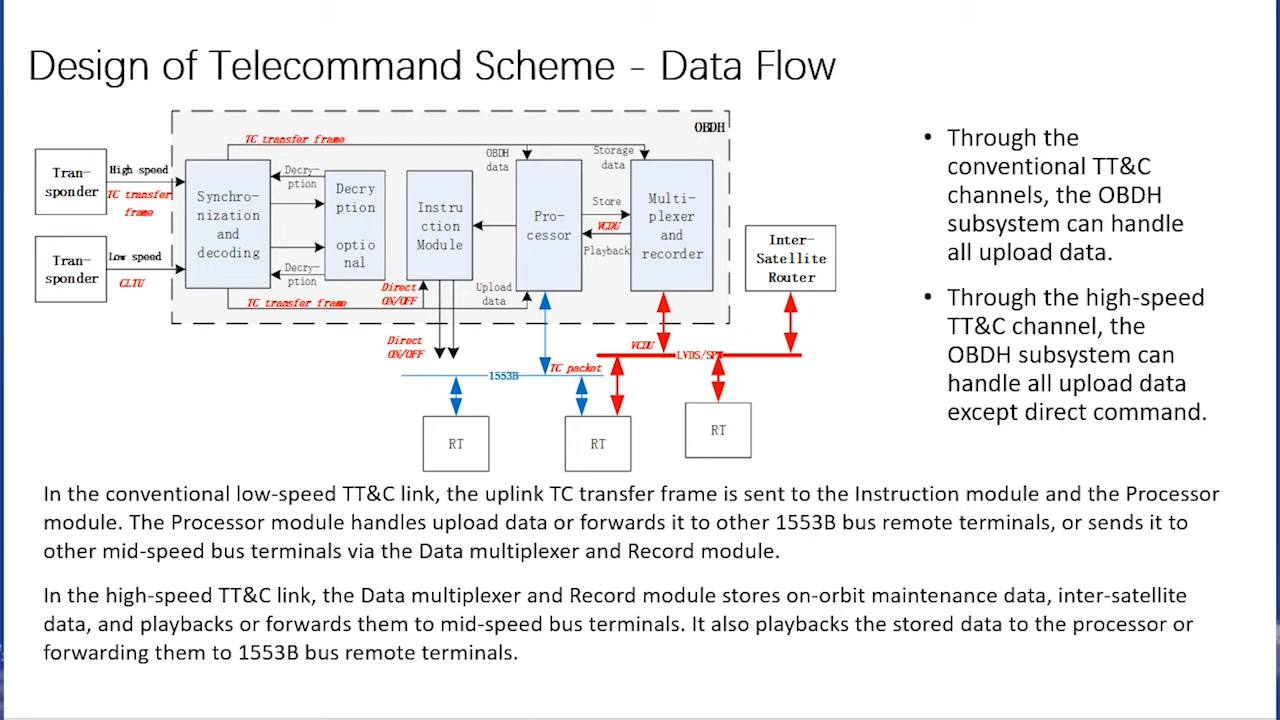 Design of Telecommand Scheme – Data Flow
OBDH
TC transfer frame
OBDH
data
Storage
data
Tran-
sponder
High speed
TC transfer
frame
Tran-
sponder
Low speed
CLTU
Synchro-
nization
and
decoding
Decry-
ption
Decry-
ption
Decry
ption
optio
nal
Instru
ction
Module
Pro-
cessor
Store
VCDU
Playback
Multi-
plexer
and
recorder
Inter-
Satellite
Router
TC transfer frame
Direct
ON/OFF
Upload
data
Direct
ON/OFF
VCDU
1553B
TC packet
RT
RT
RT
• Through the
conventional TT&C
channels, the OBDH
subsystem can handle
all upload data.
• Through the high-speed
TT&C channel, the
OBDH subsystem can
handle all upload data
except direct command.
In the conventional low-speed TT&C link, the uplink TC transfer frame is sent to the Instruction module and the Processor
module. The Processor module handles upload data or forwards it to other 1553B bus remote terminals, or sends it to
other mid-speed bus terminals via the Data multiplexer and Record module.
In the high-speed TT&C link, the Data multiplexer and Record module stores on-orbit maintenance data, inter-satellite
data, and playbacks or forwards them to mid-speed bus terminals. It also playbacks the stored data to the processor or
forwarding them to 1553B bus remote terminals.